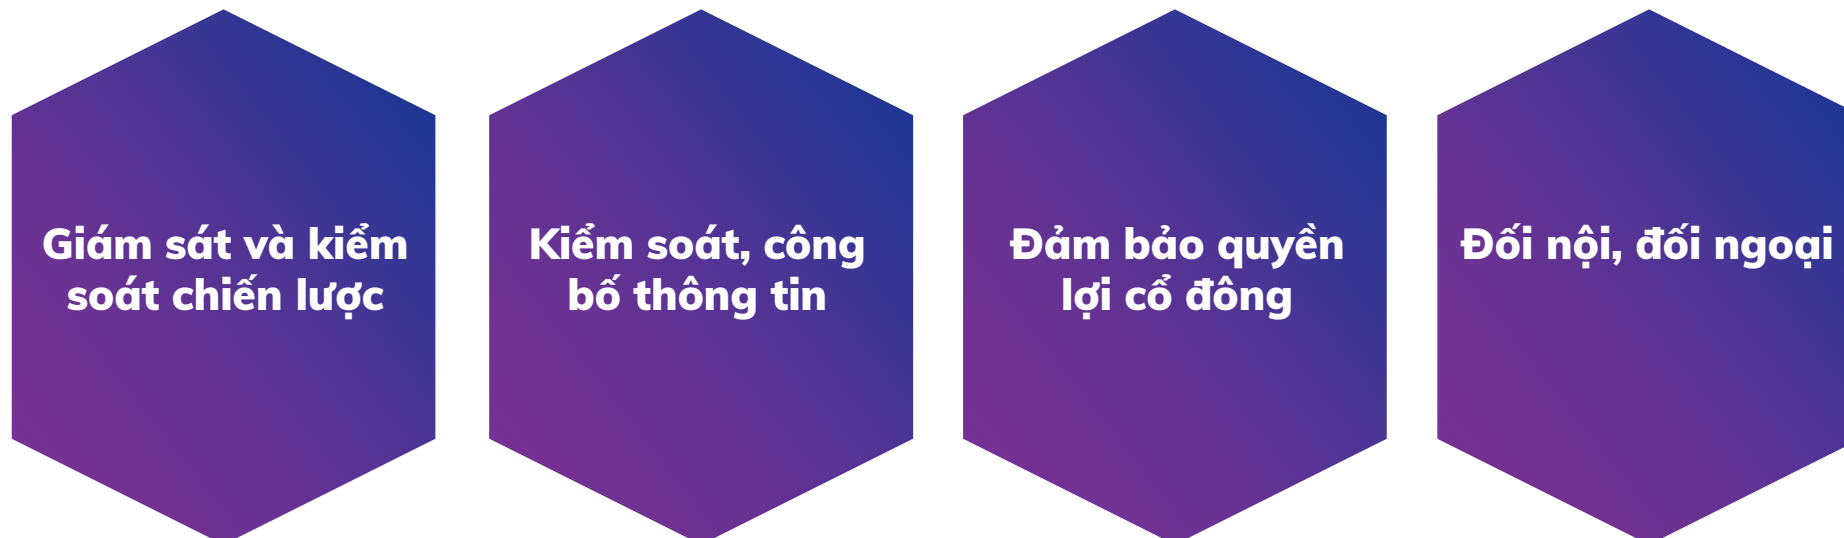 Giám sát và kiểm
soát chiến lược
Kiểm soát, công
bố thông tin
Đảm bảo quyền
lợi cổ đông
Đối nội, đối ngoại